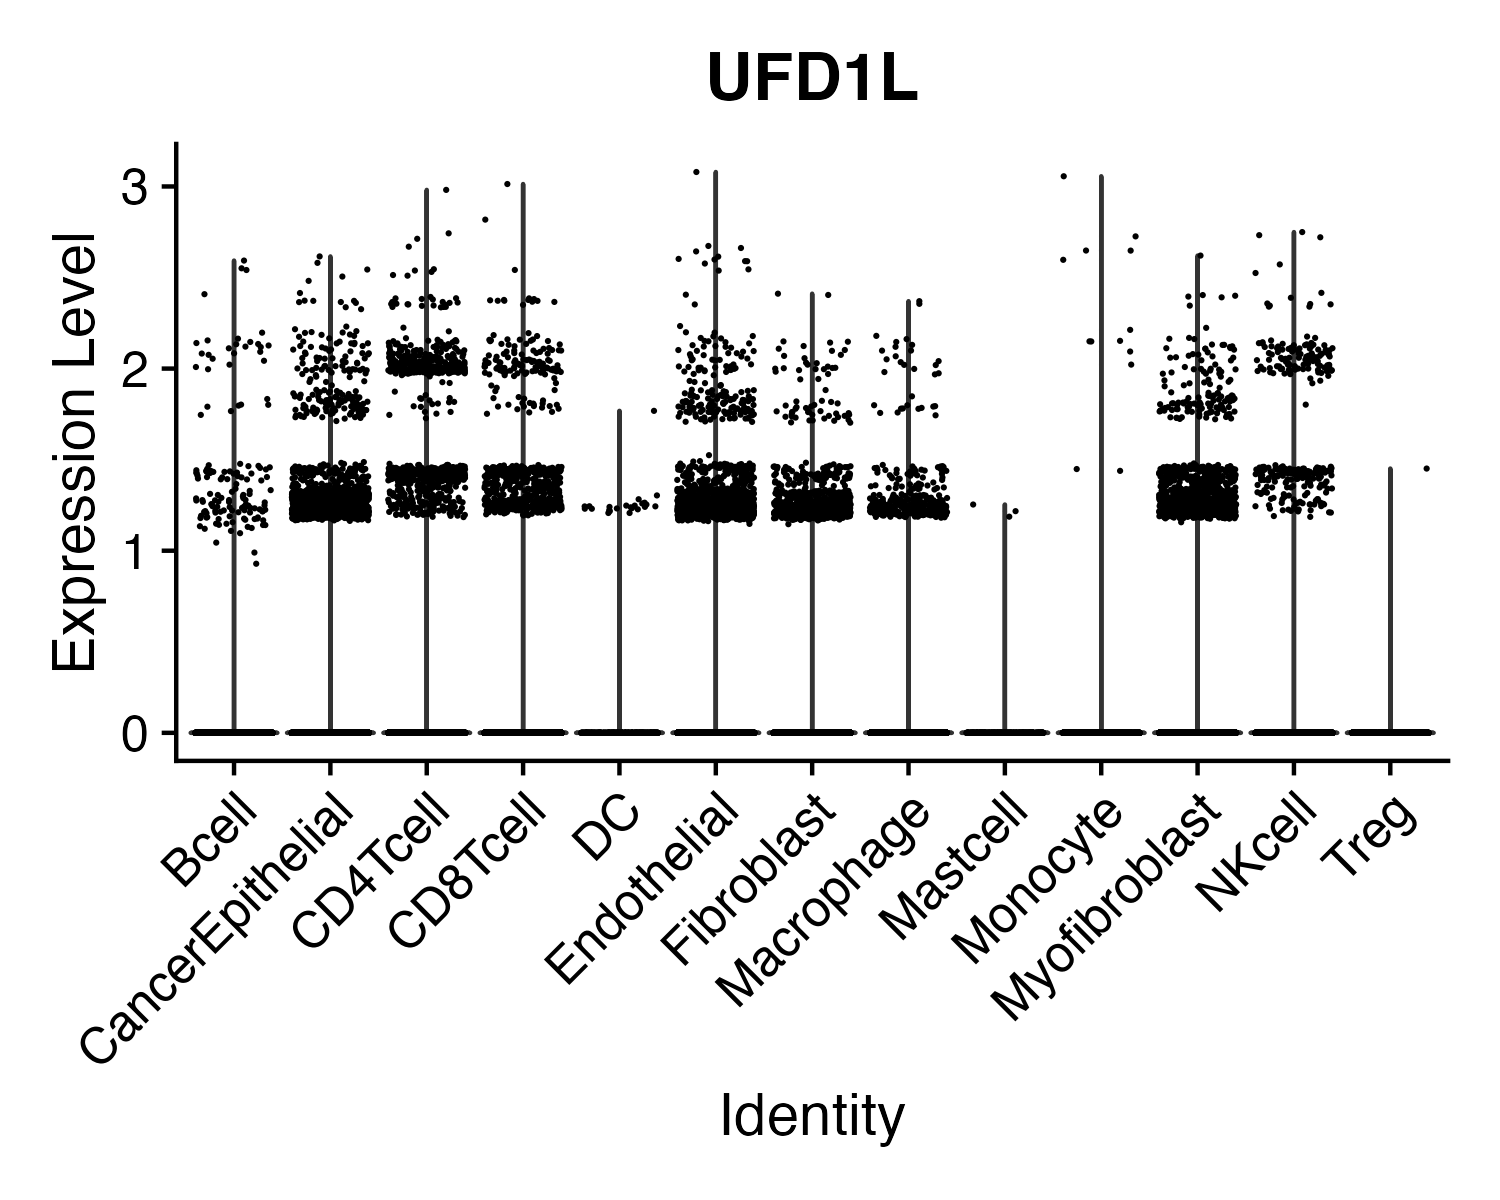 UFD1L
Expression Level
3
2
1
0
Bcell
CancerEpithelial
CD4Tcell
CD8Tcell
DC
Endothelial
Fibroblast
Macrophage
Mastcell
Monocyte
Myofibroblast
NKcell
Treg
Identity